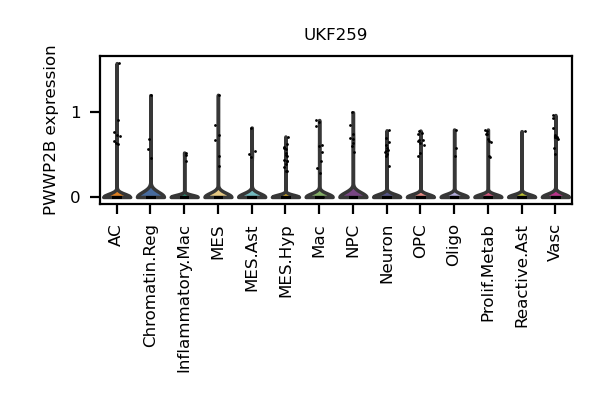 UKF259
PWWP2B expression
1
0
AC
Chromatin.Reg
Inflammatory.Mac
MES
MES.Ast
MES.Hyp
Mac
NPC
Neuron
OPC
Oligo
Prolif.Metab
Reactive.Ast
Vasc